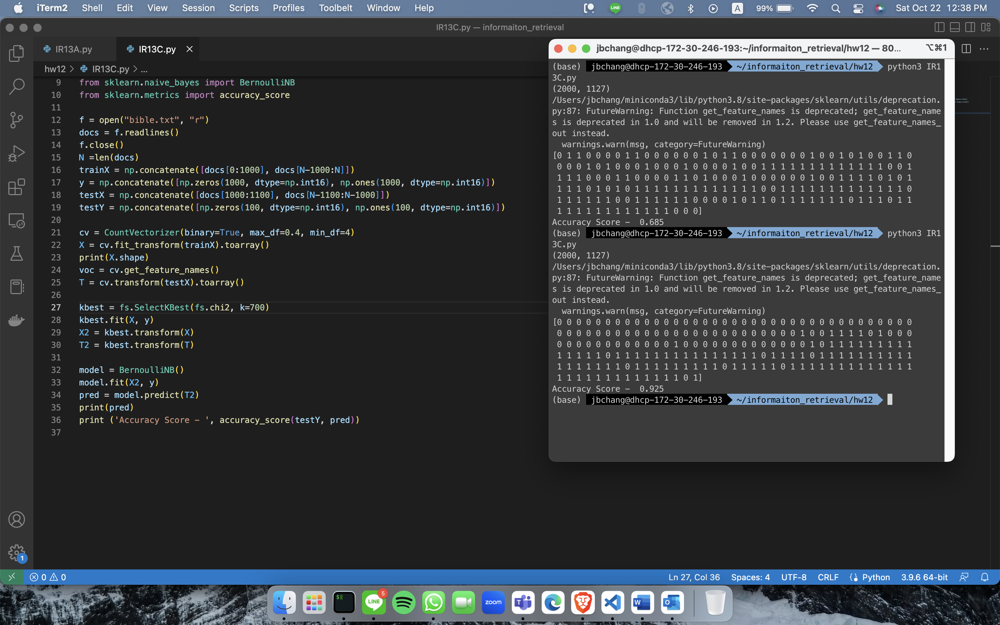 iTerm2 Shell Edit View Session Scripts Profiles Toolbelt Window Help LINE A 99% Sat Oct 22 12:38 PM
IR13C.py — informaiton_retrieval
IR13A.py IR13C.py
hw12 > IR13C.py > ...
9 from sklearn.naive_bayes import BernoulliNB
10 from sklearn.metrics import accuracy_score
11
12 f = open("bible.txt", "r")
13 docs = f.readlines()
14 f.close()
15 N =len(docs)
16 trainX = np.concatenate([docs[0:1000], docs[N-1000:N]])
17 y = np.concatenate([np.zeros(1000, dtype=np.int16), np.ones(1000, dtype=np.int16)])
18 testX = np.concatenate([docs[1000:1100], docs[N-1100:N-1000]])
19 testY = np.concatenate([np.zeros(100, dtype=np.int16), np.ones(100, dtype=np.int16)])
20
21 cv = CountVectorizer(binary=True, max_df=0.4, min_df=4)
22 X = cv.fit_transform(trainX).toarray()
23 print(X.shape)
24 voc = cv.get_feature_names()
25 T = cv.transform(testX).toarray()
26
27 kbest = fs.SelectKBest(fs.chi2, k=700)
28 kbest.fit(X, y)
29 X2 = kbest.transform(X)
30 T2 = kbest.transform(T)
31
32 model = BernoulliNB()
33 model.fit(X2, y)
34 pred = model.predict(T2)
35 print(pred)
36 print ('Accuracy Score - ', accuracy_score(testY, pred))
37
jbchang@dhcp-172-30-246-193:~/informaiton_retrieval/hw12 — 80... ⌥⌘1
(base) jbchang@dhcp-172-30-246-193 ~/informaiton_retrieval/hw12 python3 IR1
3C.py
(2000, 1127)
/Users/jbchang/miniconda3/lib/python3.8/site-packages/sklearn/utils/deprecation.
py:87: FutureWarning: Function get_feature_names is deprecated; get_feature_name
s is deprecated in 1.0 and will be removed in 1.2. Please use get_feature_names_
out instead.
warnings.warn(msg, category=FutureWarning)
[0 1 1 0 0 0 0 1 1 0 0 0 0 0 0 1 0 1 1 0 0 0 0 0 0 0 1 0 0 1 0 1 0 0 1 1 0
0 0 0 1 0 1 0 0 0 1 0 0 0 1 0 0 0 0 1 0 0 1 1 1 1 1 1 1 1 1 1 1 1 1 0 0 1
1 1 1 0 0 0 1 1 0 0 0 0 1 1 0 1 0 0 0 1 0 0 0 0 0 0 1 0 0 1 1 1 1 0 1 0 1
1 1 1 0 1 0 1 0 1 1 1 1 1 1 1 1 1 1 1 1 1 0 0 1 1 1 1 1 1 1 1 1 1 1 1 1 0
1 1 1 1 1 1 0 0 1 1 1 1 1 1 0 0 0 0 1 0 1 1 0 1 1 1 1 1 1 1 0 1 1 1 0 1 1
1 1 1 1 1 1 1 1 1 1 1 1 0 0 0]
Accuracy Score - 0.685
(base) jbchang@dhcp-172-30-246-193 ~/informaiton_retrieval/hw12 python3 IR1
3C.py
(2000, 1127)
/Users/jbchang/miniconda3/lib/python3.8/site-packages/sklearn/utils/deprecation.
py:87: FutureWarning: Function get_feature_names is deprecated; get_feature_name
s is deprecated in 1.0 and will be removed in 1.2. Please use get_feature_names_
out instead.
warnings.warn(msg, category=FutureWarning)
[0 0 0 0 0 0 0 0 0 0 0 0 0 0 0 0 0 0 0 0 0 0 0 0 0 0 0 0 0 0 0 0 0 0 0 0 0
0 0 0 0 0 0 0 0 0 0 0 0 0 0 0 0 0 0 0 0 0 0 0 0 0 1 0 0 1 1 1 1 0 1 0 0 0
0 0 0 0 0 0 0 0 0 0 0 0 1 0 0 0 0 0 0 0 0 0 0 0 0 0 1 0 1 1 1 1 1 1 1 1 1
1 1 1 1 1 0 1 1 1 1 1 1 1 1 1 1 1 1 1 1 1 0 1 1 1 1 0 1 1 1 1 1 1 1 1 1 1
1 1 1 1 1 1 1 0 1 1 1 1 1 1 1 1 1 0 1 1 1 1 1 0 1 1 1 1 1 1 1 1 1 1 1 1 1
1 1 1 1 1 1 1 1 1 1 1 1 1 0 1]
Accuracy Score - 0.925
(base) jbchang@dhcp-172-30-246-193 ~/informaiton_retrieval/hw12
1
0 0 Ln 27, Col 36 Spaces: 4 UTF-8 CRLF Python 3.9.6 64-bit
$ LINE 5 zoom T W O